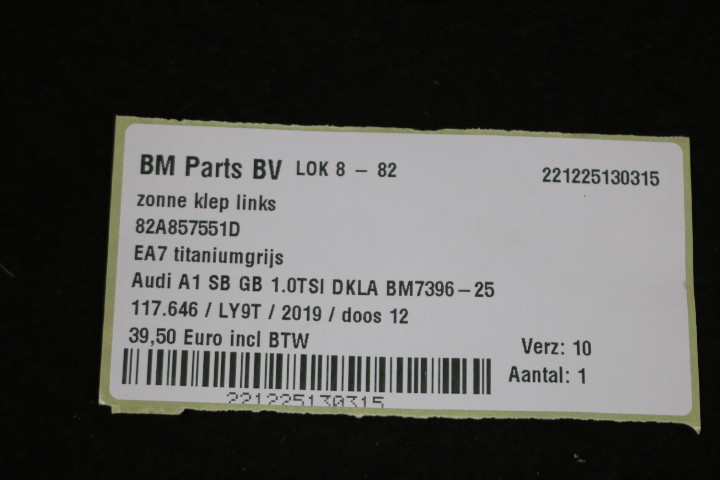 BM Parts BV LOK 8 - 82 221225130315
zonne klep links
82A857551D
EA7 titaniumgrijs
Audi A1 SB GB 1.0TSI DKLA BM7396-25
117.646 / LY9T / 2019 / doos 12
39,50 Euro incl BTW Verz: 10
Aantal: 1
221225130315